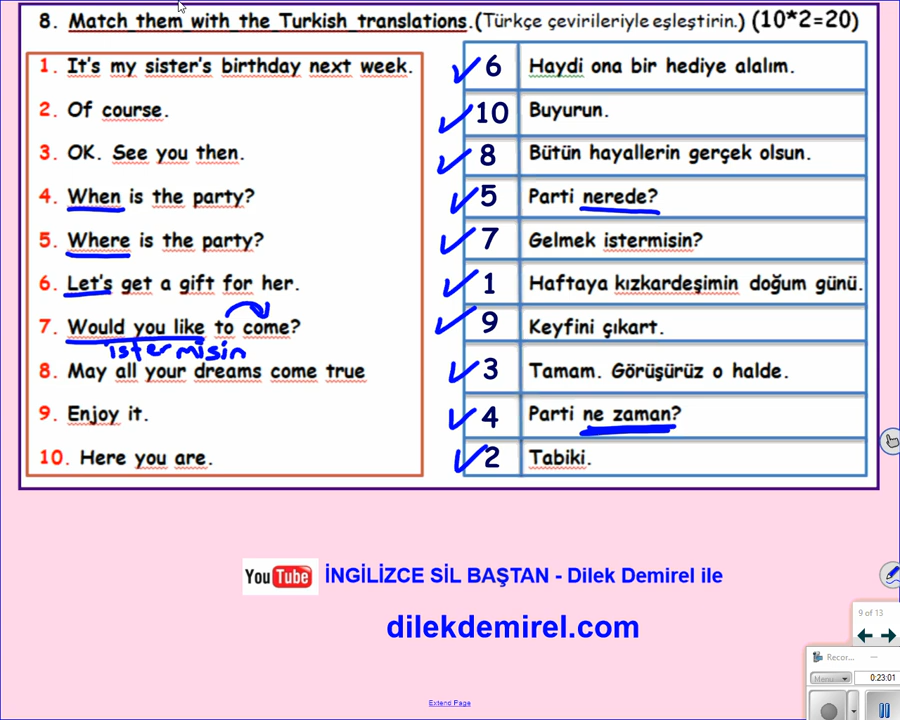 8. Match them with the Turkish translations.(Türkçe çevirileriyle eşleştirin.) (10*2=20)
1. It's my sister's birthday next week.
2. Of course.
3. OK. See you then.
4. When is the party?
5. Where is the party?
6. Let's get a gift for her.
7. Would you like to come?
istermisin
8. May all your dreams come true
9. Enjoy it.
10. Here you are.
6 Haydi ona bir hediye alalım.
10 Buyurun.
8 Bütün hayallerin gerçek olsun.
5 Parti nerede?
7 Gelmek istermisin?
1 Haftaya kızkardeşimin doğum günü.
9 Keyfini çıkart.
3 Tamam. Görüşürüz o halde.
4 Parti ne zaman?
2 Tabiki.
YouTube İNGİLİZCE SİL BAŞTAN - Dilek Demirel ile
dilekdemirel.com
Extend Page
9 of 13
Recor...
Menu
0:23:01